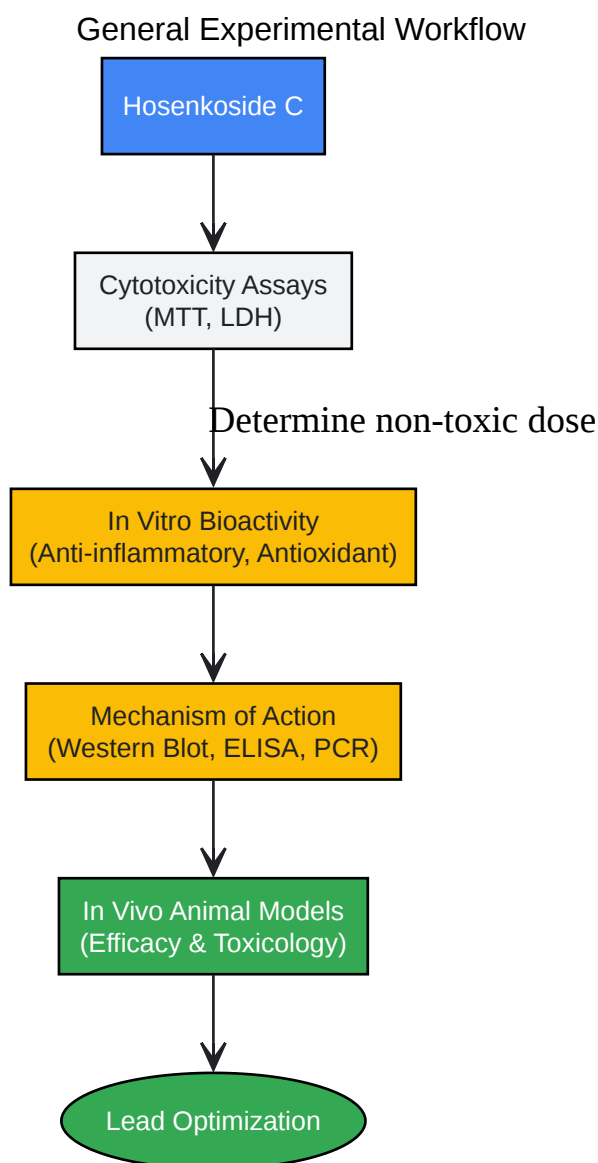 General Experimental Workflow
Hosenkoside C
Cytotoxicity Assays
(MTT, LDH)
Determine non-toxic dose
In Vitro Bioactivity
(Anti-inflammatory, Antioxidant)
Mechanism of Action
(Western Blot, ELISA, PCR)
In Vivo Animal Models
(Efficacy & Toxicology)
Lead Optimization